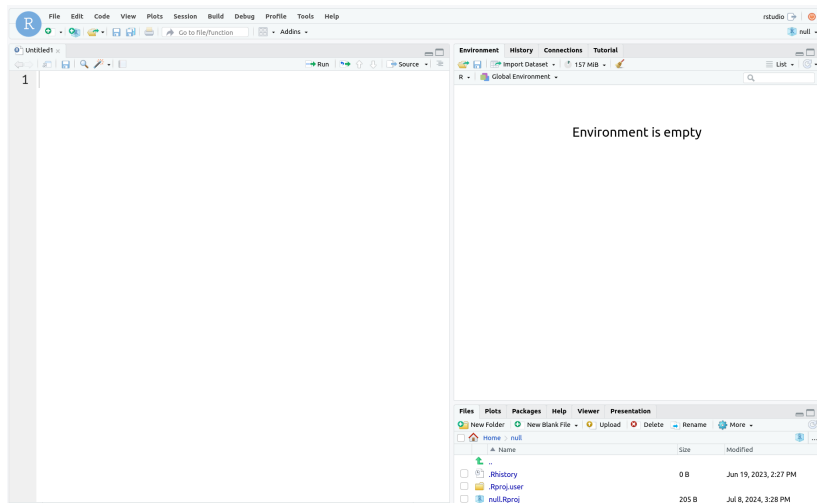 R
File Edit Code View Plots Session Build Debug Profile Tools Help
rstudio
Go to file/function
Addins
null
Untitled1
Run
Source
1
Environment History Connections Tutorial
Import Dataset
157 MiB
List
R
Global Environment
Environment is empty
Files Plots Packages Help Viewer Presentation
New Folder New Blank File Upload Delete Rename More
Home null
Name Size Modified
..
.Rhistory 0 B Jun 19, 2023, 2:27 PM
.Rproj.user
null.Rproj 205 B Jul 8, 2024, 3:28 PM